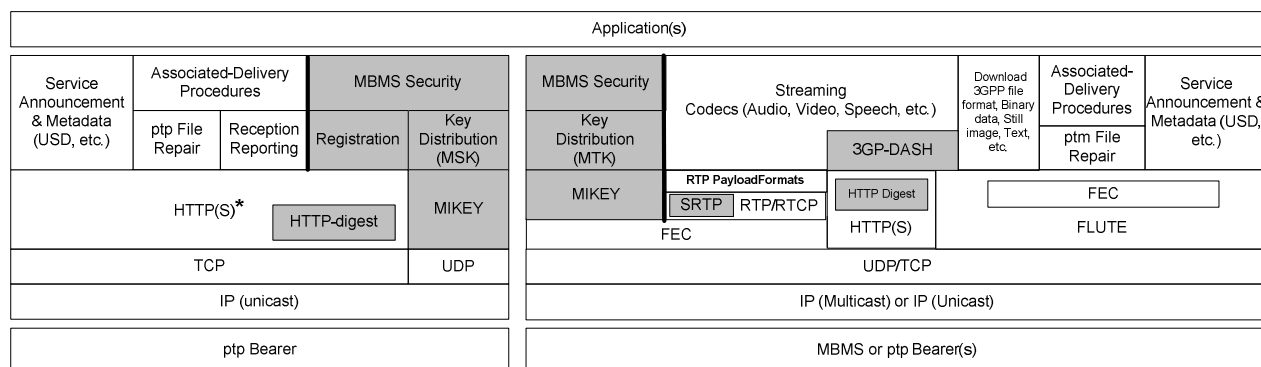 Application(s)
Service
Announcement
& Metadata
(USD, etc.)
Associated-Delivery
Procedures
ptp File
Repair
Reception
Reporting
MBMS Security
Registration
Key
Distribution
(MSK)
HTTP(S)*
HTTP-digest
MIKEY
TCP
UDP
IP (unicast)
ptp Bearer
MBMS Security
Key
Distribution
(MTK)
MIKEY
Streaming
Codecs (Audio, Video, Speech, etc.)
3GP-DASH
RTP PayloadFormats
SRTP
RTP/RTCP
HTTP Digest
HTTP(S)
FEC
Download
3GPP file
format, Binary
data, Still
image, Text,
etc.
Associated-
Delivery
Procedures
ptm File
Repair
Service
Announcement &
Metadata (USD,
etc.)
FEC
FLUTE
UDP/TCP
IP (Multicast) or IP (Unicast)
MBMS or ptp Bearer(s)